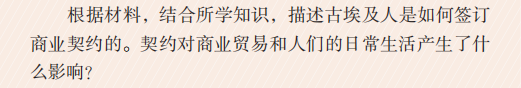 根据材料，结合所学知识，描述古埃及人是如何签订
商业契约的。契约对商业贸易和人们的日常生活产生了什
么影响？